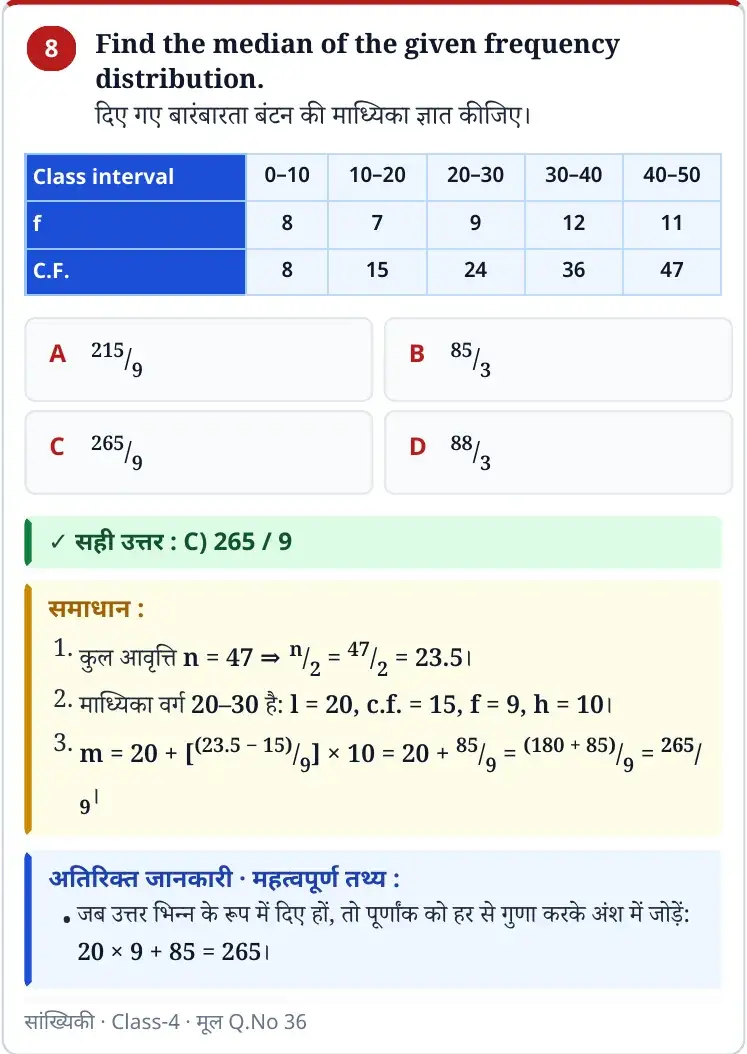 8
Find the median of the given frequency
distribution.
दिए गए बारंबारता बंटन की माध्यिका ज्ञात कीजिए।
Class interval 0–10 10–20 20–30 30–40 40–50
f 8 7 9 12 11
C.F. 8 15 24 36 47
A 215/9 B 85/3
C 265/9 D 88/3
✓ सही उत्तर : C) 265 / 9
समाधान :
1. कुल आवृत्ति n = 47 ⇒ n/2 = 47/2 = 23.5।
2. माध्यिका वर्ग 20–30 है: l = 20, c.f. = 15, f = 9, h = 10।
3. m = 20 + [(23.5 − 15)/9] × 10 = 20 + 85/9 = (180 + 85)/9 = 265/
9।
अतिरिक्त जानकारी · महत्वपूर्ण तथ्य :
• जब उत्तर भिन्न के रूप में दिए हों, तो पूर्णांक को हर से गुणा करके अंश में जोड़ें:
20 × 9 + 85 = 265।
सांख्यिकी · Class-4 · मूल Q.No 36